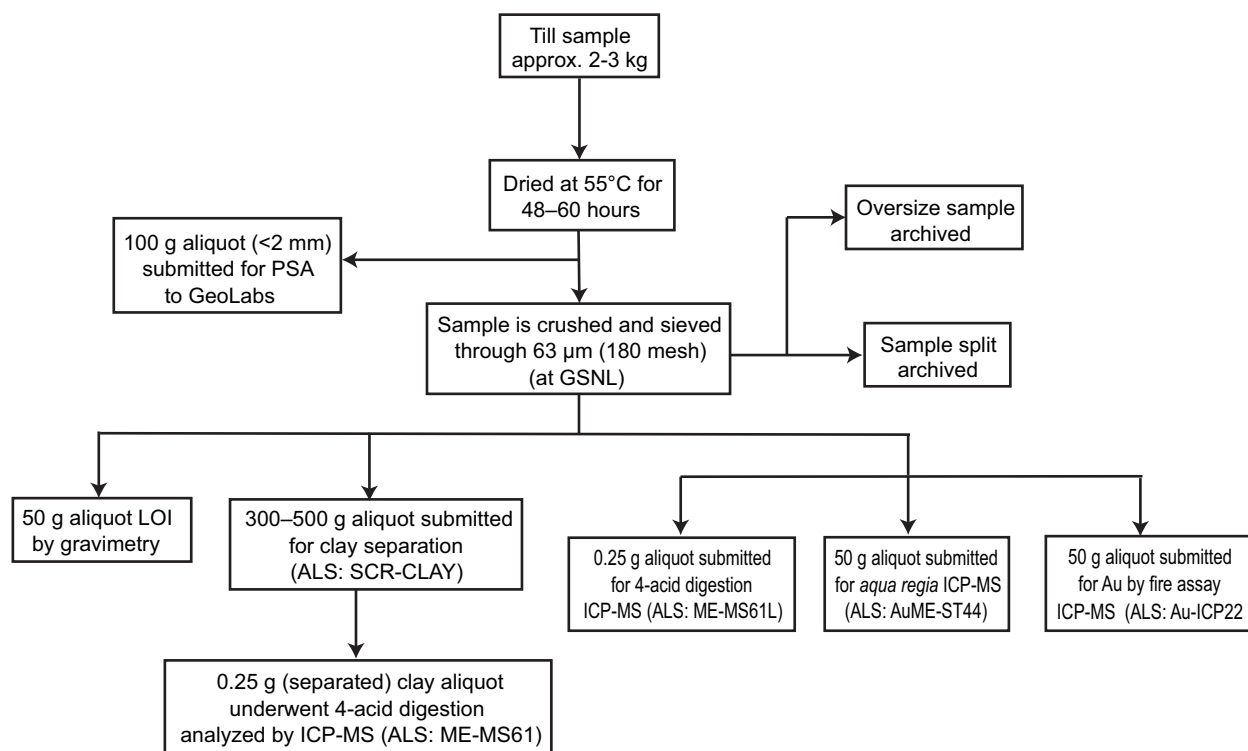 Till sample
approx. 2-3 kg
Dried at 55°C for
48–60 hours
100 g aliquot (<2 mm)
submitted for PSA
to GeoLabs
Oversize sample
archived
Sample is crushed and sieved
through 63 µm (180 mesh)
(at GSNL)
Sample split
archived
50 g aliquot LOI
by gravimetry
300–500 g aliquot submitted
for clay separation
(ALS: SCR-CLAY)
0.25 g aliquot submitted
for 4-acid digestion
ICP-MS (ALS: ME-MS61L)
50 g aliquot submitted
for aqua regia ICP-MS
(ALS: AuME-ST44)
50 g aliquot submitted
for Au by fire assay
ICP-MS (ALS: Au-ICP22
0.25 g (separated) clay aliquot
underwent 4-acid digestion
analyzed by ICP-MS (ALS: ME-MS61)